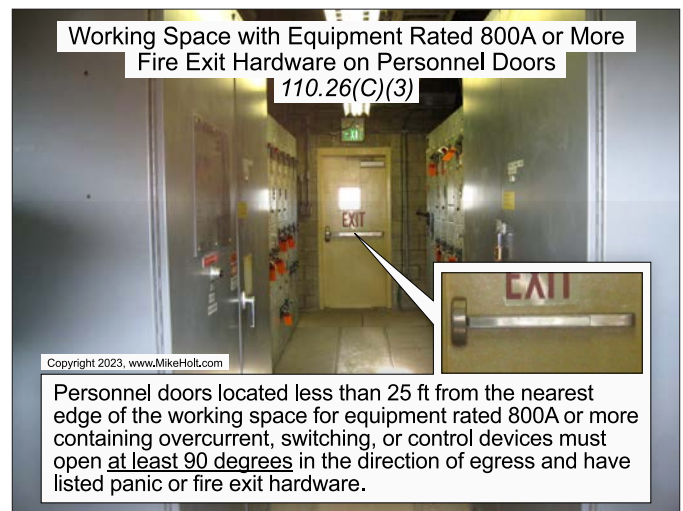 Working Space with Equipment Rated 800A or More
Fire Exit Hardware on Personnel Doors
110.26(C)(3)
EXIT
EXIT
EXIT
Copyright 2023, www.MikeHolt.com
Personnel doors located less than 25 ft from the nearest
edge of the working space for equipment rated 800A or more
containing overcurrent, switching, or control devices must
open at least 90 degrees in the direction of egress and have
listed panic or fire exit hardware.